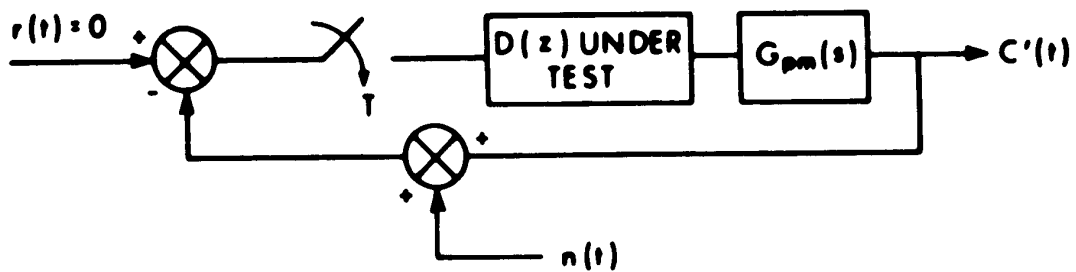 r(t) = 0
+
-
T
D(z) UNDER
TEST
Gpm(s)
C'(t)
+
+
n(t)